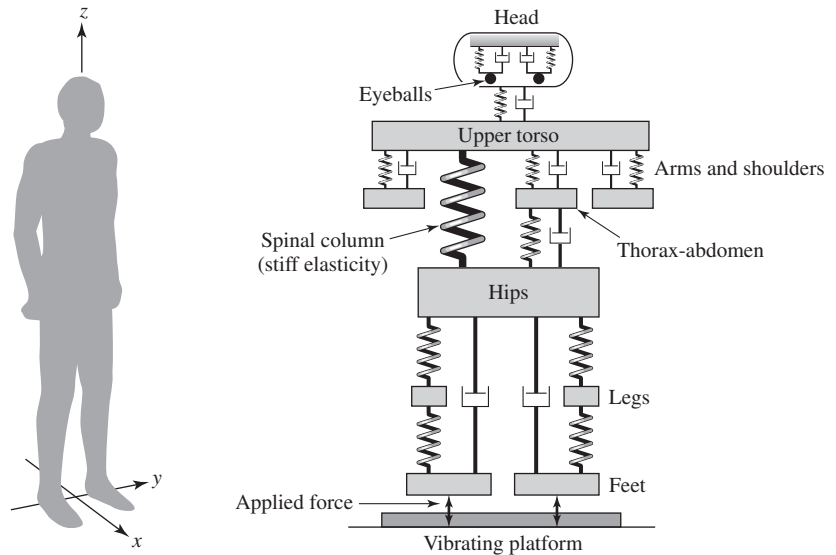 z
y
x
Head
Eyeballs
Upper torso
Arms and shoulders
Spinal column
(stiff elasticity)
Thorax-abdomen
Hips
Legs
Feet
Applied force
Vibrating platform